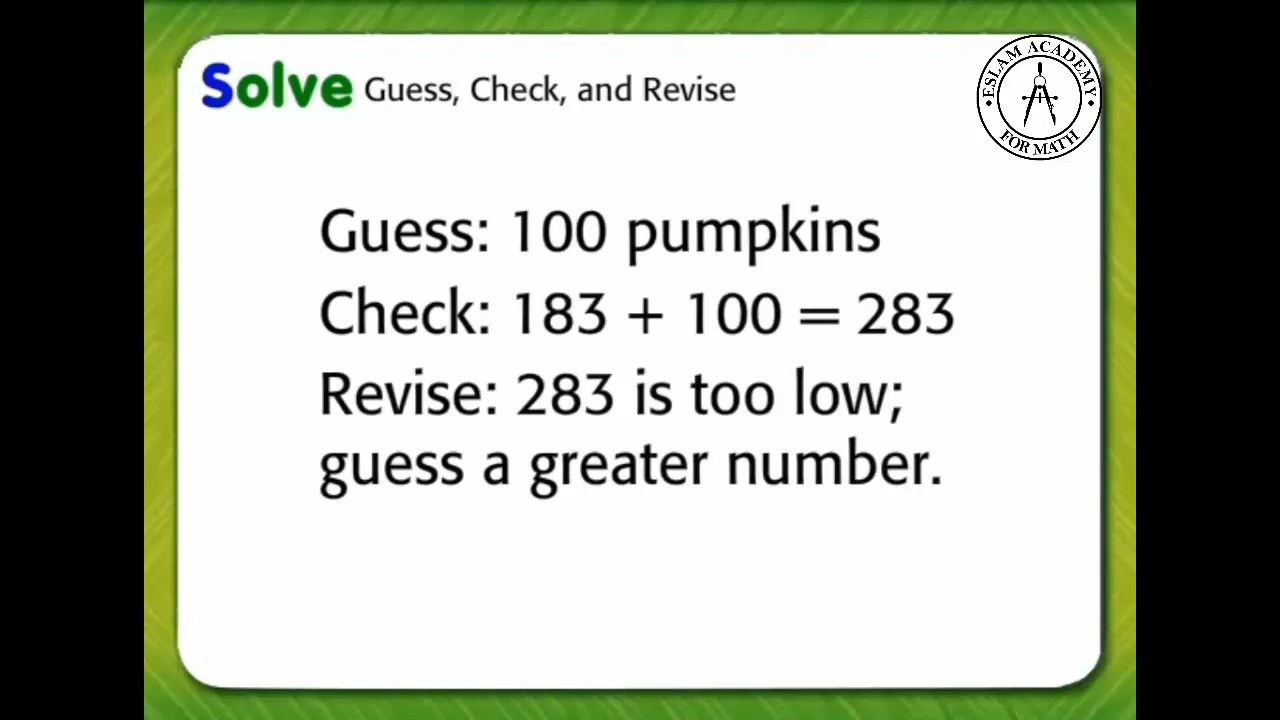 Solve Guess, Check, and Revise
ESLAM ACADEMY
FOR MATH
Guess: 100 pumpkins
Check: 183 + 100 = 283
Revise: 283 is too low;
guess a greater number.